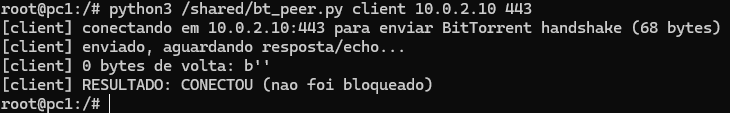 root@pc1:/# python3 /shared/bt_peer.py client 10.0.2.10 443
[client] conectando em 10.0.2.10:443 para enviar BitTorrent handshake (68 bytes)
[client] enviado, aguardando resposta/echo...
[client] 0 bytes de volta: b''
[client] RESULTADO: CONECTOU (nao foi bloqueado)
root@pc1:/#